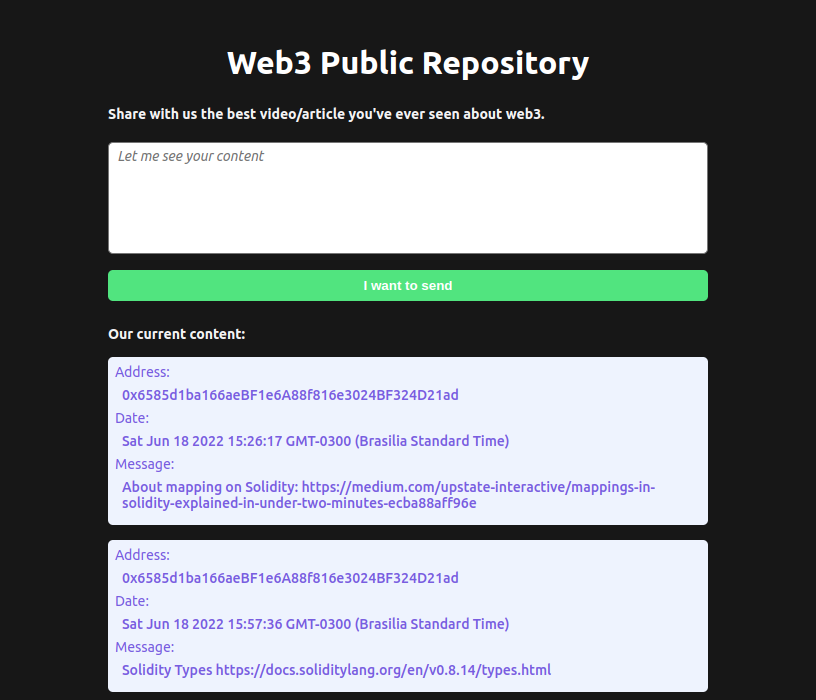 Web3 Public Repository
Share with us the best video/article you've ever seen about web3.
Let me see your content
I want to send
Our current content:
Address:
0x6585d1ba166aeBF1e6A88f816e3024BF324D21ad
Date:
Sat Jun 18 2022 15:26:17 GMT-0300 (Brasilia Standard Time)
Message:
About mapping on Solidity: https://medium.com/upstate-interactive/mappings-in-
solidity-explained-in-under-two-minutes-ecba88aff96e
Address:
0x6585d1ba166aeBF1e6A88f816e3024BF324D21ad
Date:
Sat Jun 18 2022 15:57:36 GMT-0300 (Brasilia Standard Time)
Message:
Solidity Types https://docs.soliditylang.org/en/v0.8.14/types.html